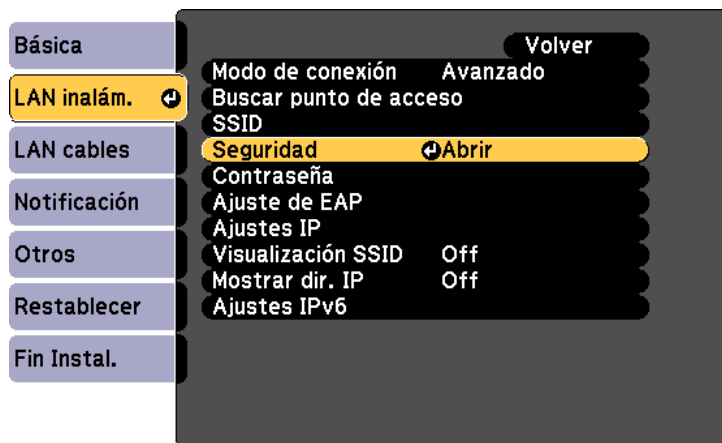 Básica
LAN inalám.
LAN cables
Notificación
Otros
Restablecer
Fin Instal.
Volver
Modo de conexión Avanzado
Buscar punto de acceso
SSID
Seguridad Abrir
Contraseña
Ajuste de EAP
Ajustes IP
Visualización SSID Off
Mostrar dir. IP Off
Ajustes IPv6